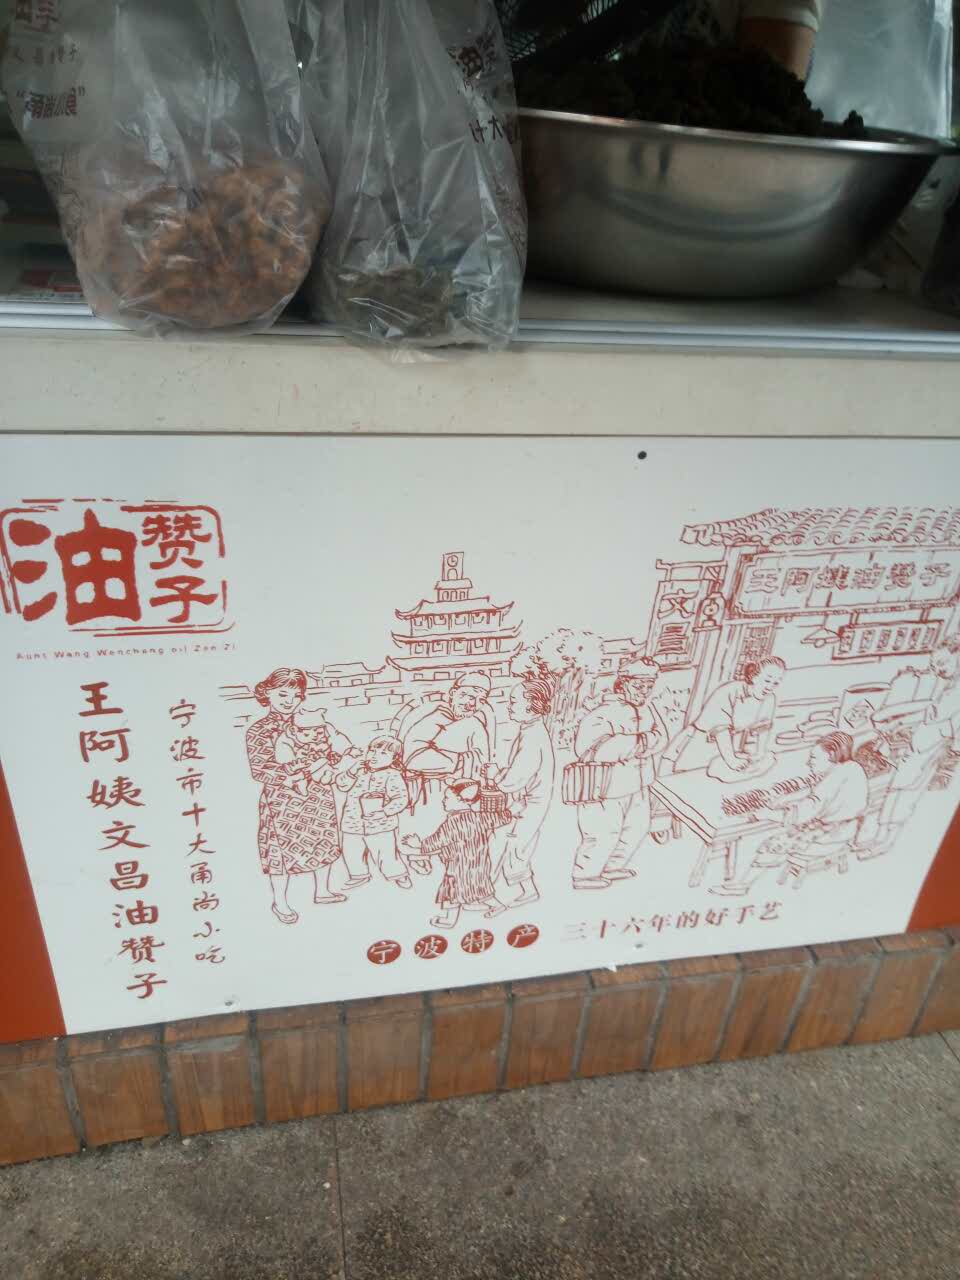 油赞子
Aunt Wang Wenchang oil Zan Zi
王阿姨文昌油赞子
宁波市十大甬尚小吃
文昌
王阿姨油赞子
宁波特产
三十六年的好手艺